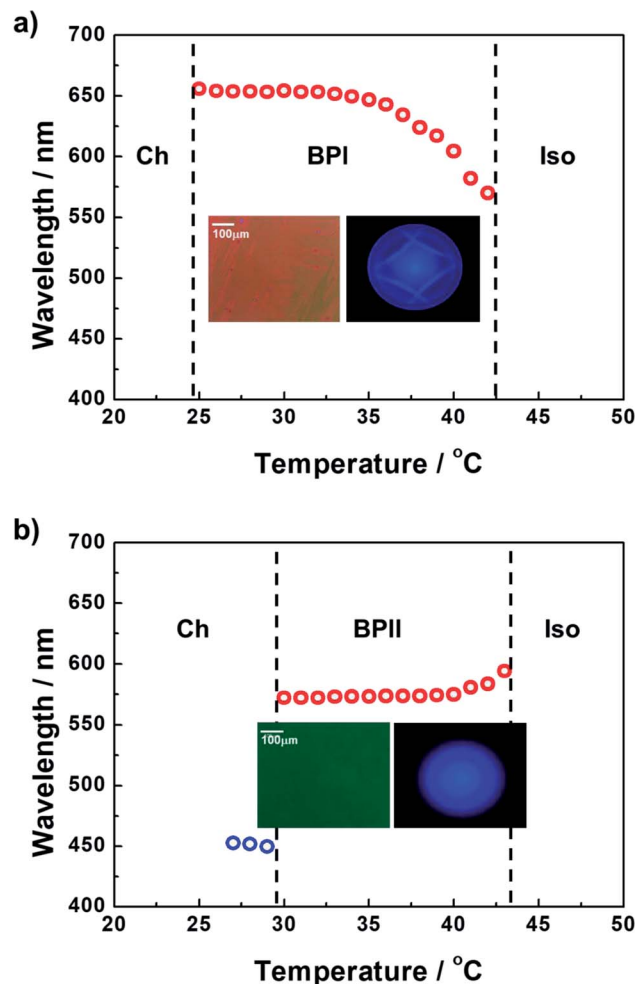 a)
700
650
600
550
500
450
400
Wavelength / nm
Ch
BPI
Iso
100μm
20 25 30 35 40 45 50
Temperature / °C
b)
700
650
600
550
500
450
400
Wavelength / nm
Ch
BPII
Iso
100μm
20 25 30 35 40 45 50
Temperature / °C